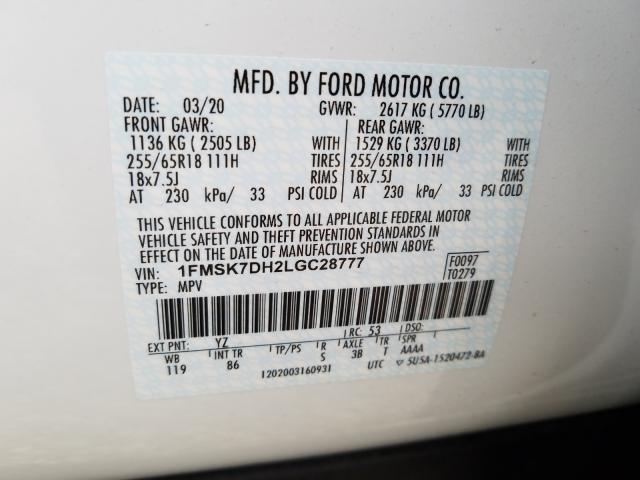 MFD. BY FORD MOTOR CO.
DATE: 03/20 GVWR: 2617 KG ( 5770 LB)
FRONT GAWR: REAR GAWR:
1136 KG ( 2505 LB) WITH 1529 KG ( 3370 LB) WITH
255/65R18 111H TIRES 255/65R18 111H TIRES
18x7.5J RIMS 18x7.5J RIMS
AT 230 kPa/ 33 PSI COLD AT 230 kPa/ 33 PSI COLD
THIS VEHICLE CONFORMS TO ALL APPLICABLE FEDERAL MOTOR
VEHICLE SAFETY AND THEFT PREVENTION STANDARDS IN
EFFECT ON THE DATE OF MANUFACTURE SHOWN ABOVE.
VIN: 1FMSK7DH2LGC28777 F0097
TYPE: MPV T0279
EXT PNT: YZ RC: 53 DSO:
WB INT TR TP/PS R AXLE TR SPR
119 86 S 3B T AAAA
1202003160931 UTC ▽ 5U5A-1520472-BA